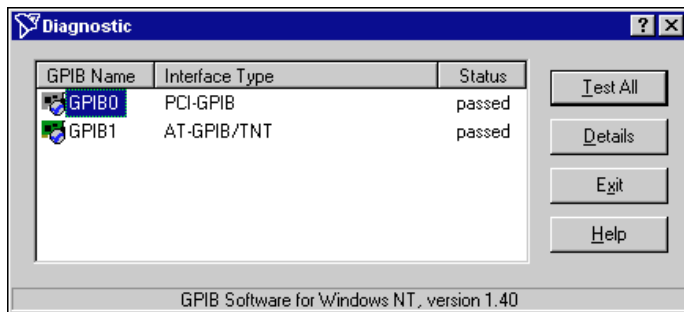 Diagnostic
GPIB Name Interface Type Status
GPIB0 PCI-GPIB passed
GPIB1 AT-GPIB/TNT passed
Test All
Details
Exit
Help
GPIB Software for Windows NT, version 1.40